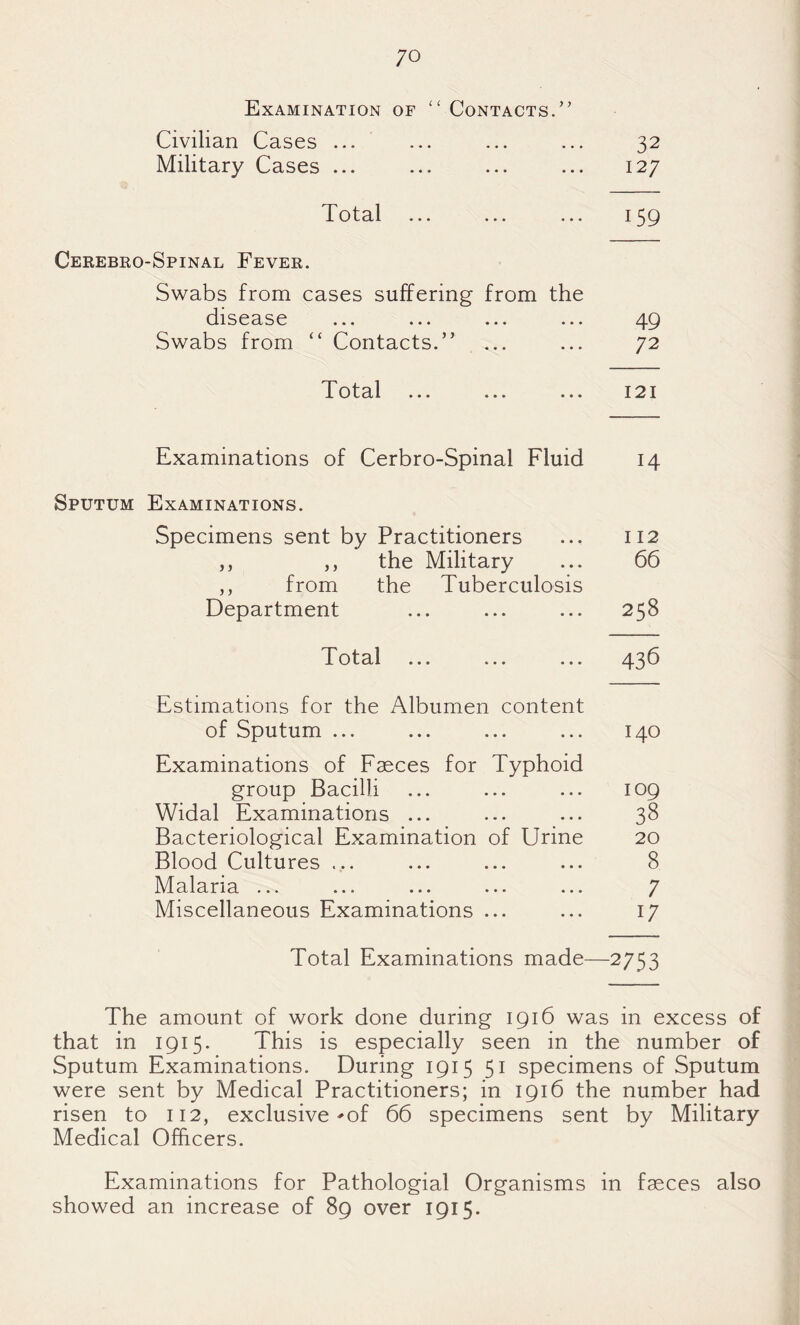 70
Examination of “ Contacts.”
Civilian Cases ... ... ... ... 32
Military Cases ... ... ... ... 127
Total ... ... ... 159
Cerebro-Spinal Fever.
Swabs from cases suffering from the
disease ... ... ... ... 49
Swabs from “ Contacts.” ... ... 72
Total ... ... ... 121
Examinations of Cerbro-Spinal Fluid 14
Sputum Examinations.
Specimens sent by Practitioners ... 112
,, ,, the Military ... 66
,, from the Tuberculosis
Department ... ... ... 258
Total ... ... ... 436
Estimations for the Albumen content
of Sputum ... ... ... ... 140
Examinations of Fæces for Typhoid
group Bacilli ... ... ... 109
Widal Examinations ... ... ... 38
Bacteriological Examination of Urine 20
Blood Cultures ... ... ... ... 8
Malaria ... ... ... ... ... 7
Miscellaneous Examinations ... ... 17
Total Examinations made—2753
The amount of work done during 1916 was in excess of
that in 1915. This is especially seen in the number of
Sputum Examinations. During 1915 51 specimens of Sputum
were sent by Medical Practitioners; in 1916 the number had
risen to 112, exclusive of 66 specimens sent by Military
Medical Officers.
Examinations for Pathologial Organisms in fæces also
showed an increase of 89 over 1915.